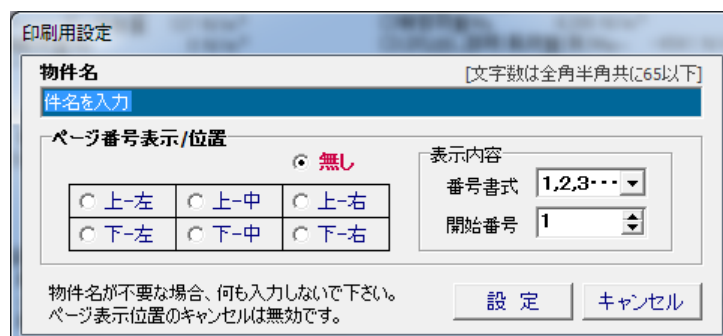 印刷用設定
物件名 [文字数は全角半角共に65以下]
件名を入力
ページ番号表示/位置
無し
上-左 上-中 上-右
下-左 下-中 下-右
表示内容
番号書式 1,2,3･･･
開始番号 1
物件名が不要な場合、何も入力しないで下さい。
ページ表示位置のキャンセルは無効です。
設 定 キャンセル